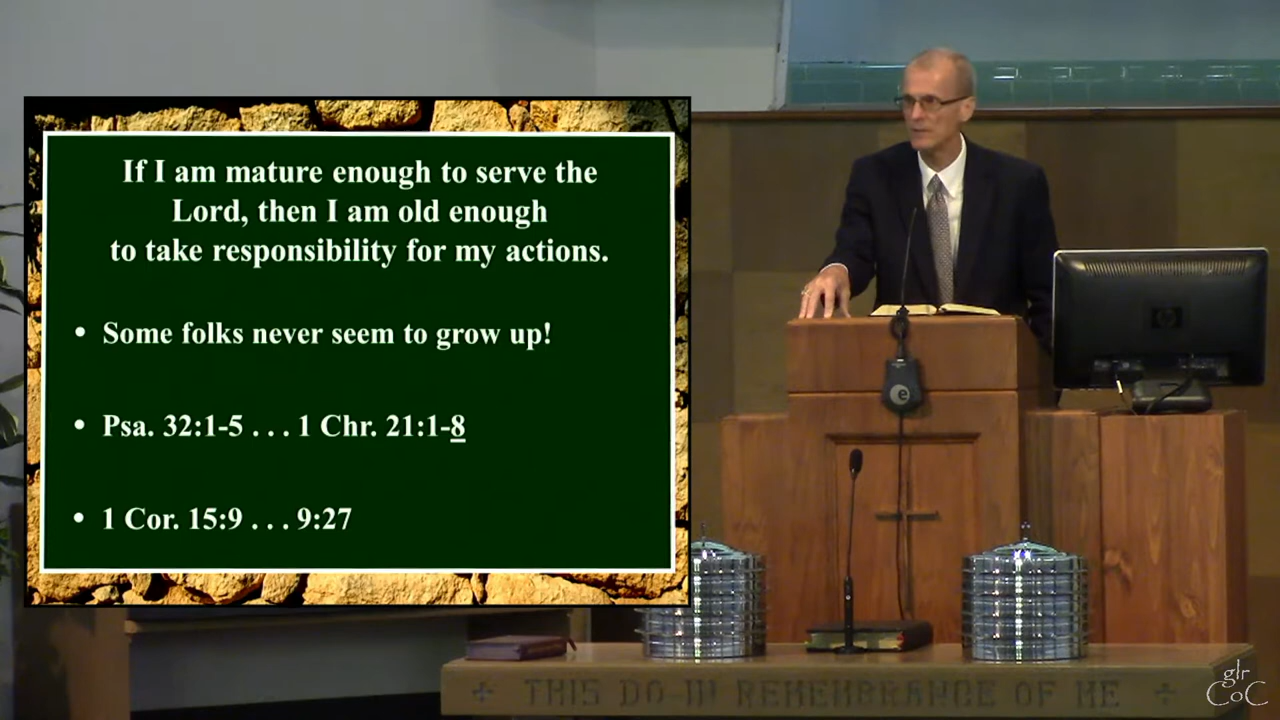 If I am mature enough to serve the
Lord, then I am old enough
to take responsibility for my actions.
• Some folks never seem to grow up!
• Psa. 32:1-5 . . . 1 Chr. 21:1-8
• 1 Cor. 15:9 . . . 9:27
hp
e
THIS DO IN REMEMBRANCE OF ME
glr
CoC